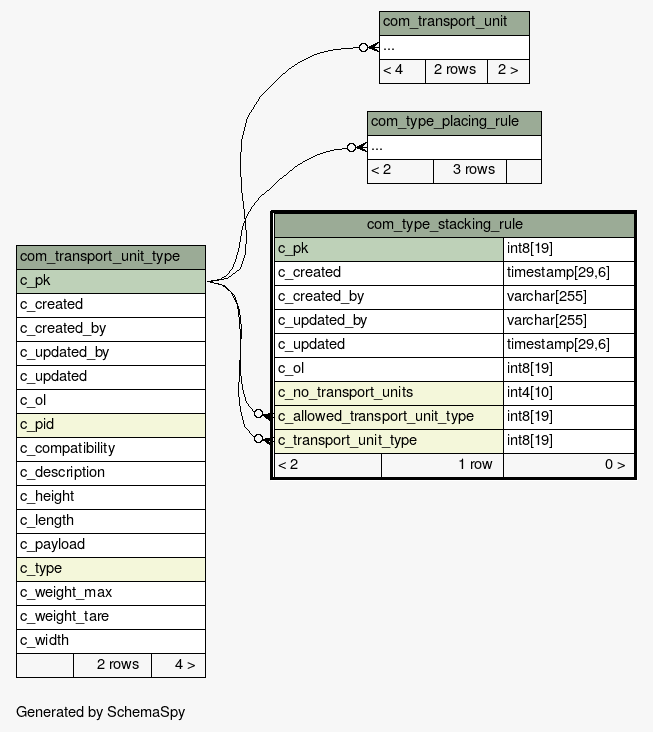 com_transport_unit
...
< 4 2 rows 2 >
com_type_placing_rule
...
< 2 3 rows
com_type_stacking_rule
c_pk int8[19]
c_created timestamp[29,6]
c_created_by varchar[255]
c_updated_by varchar[255]
c_updated timestamp[29,6]
c_ol int8[19]
c_no_transport_units int4[10]
c_allowed_transport_unit_type int8[19]
c_transport_unit_type int8[19]
< 2 1 row 0 >
com_transport_unit_type
c_pk
c_created
c_created_by
c_updated_by
c_updated
c_ol
c_pid
c_compatibility
c_description
c_height
c_length
c_payload
c_type
c_weight_max
c_weight_tare
c_width
2 rows 4 >
Generated by SchemaSpy